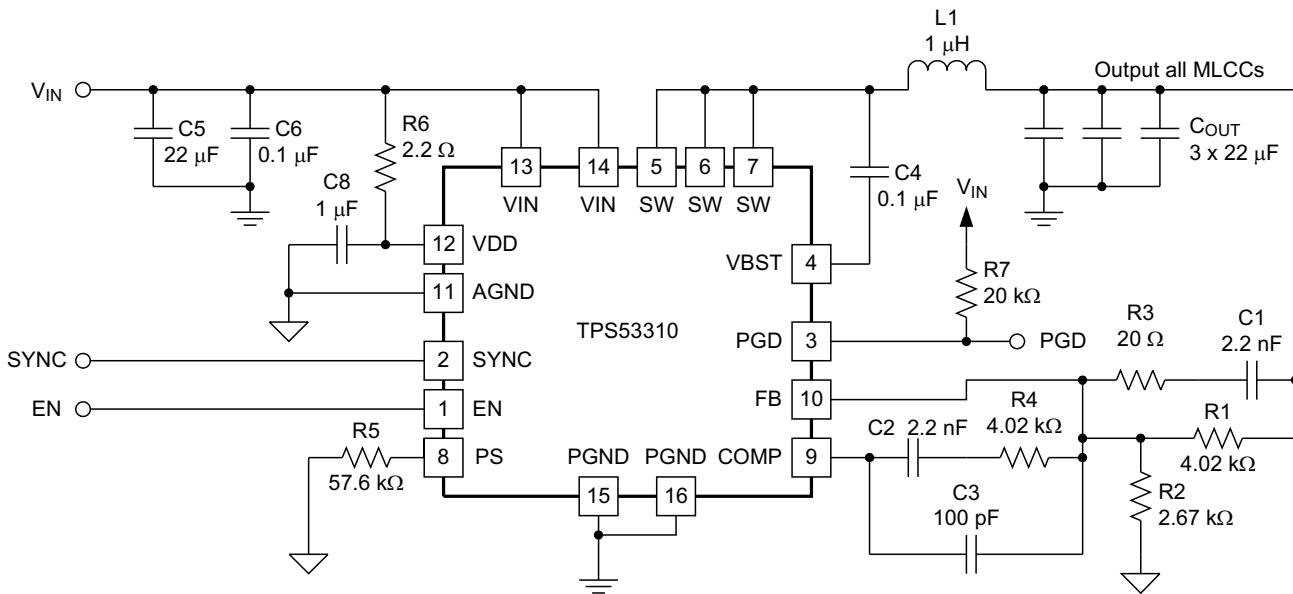 L1
1 μH
VIN
Output all MLCCs
C5
22 μF
C6
0.1 μF
R6
2.2 Ω
C8
1 μF
13
14
5
6
7
VIN
VIN
SW
SW
SW
C4
0.1 μF
COUT
3 x 22 μF
VIN
12
VDD
VBST
4
R7
20 kΩ
11
AGND
TPS53310
R3
20 Ω
C1
2.2 nF
PGD
3
PGD
SYNC
2
SYNC
FB
10
EN
1
EN
R4
4.02 kΩ
C2
2.2 nF
R1
4.02 kΩ
R5
57.6 kΩ
8
PS
PGND
PGND
COMP
9
15
16
C3
100 pF
R2
2.67 kΩ